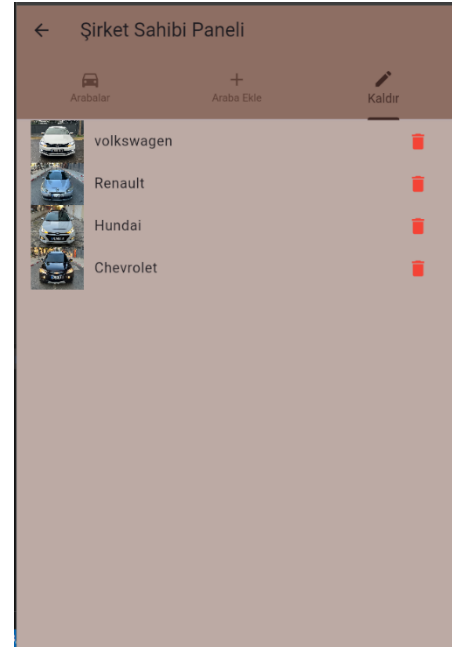 Şirket Sahibi Paneli
Arabalar
Araba Ekle
Kaldır
volkswagen
Renault
Hundai
Chevrolet